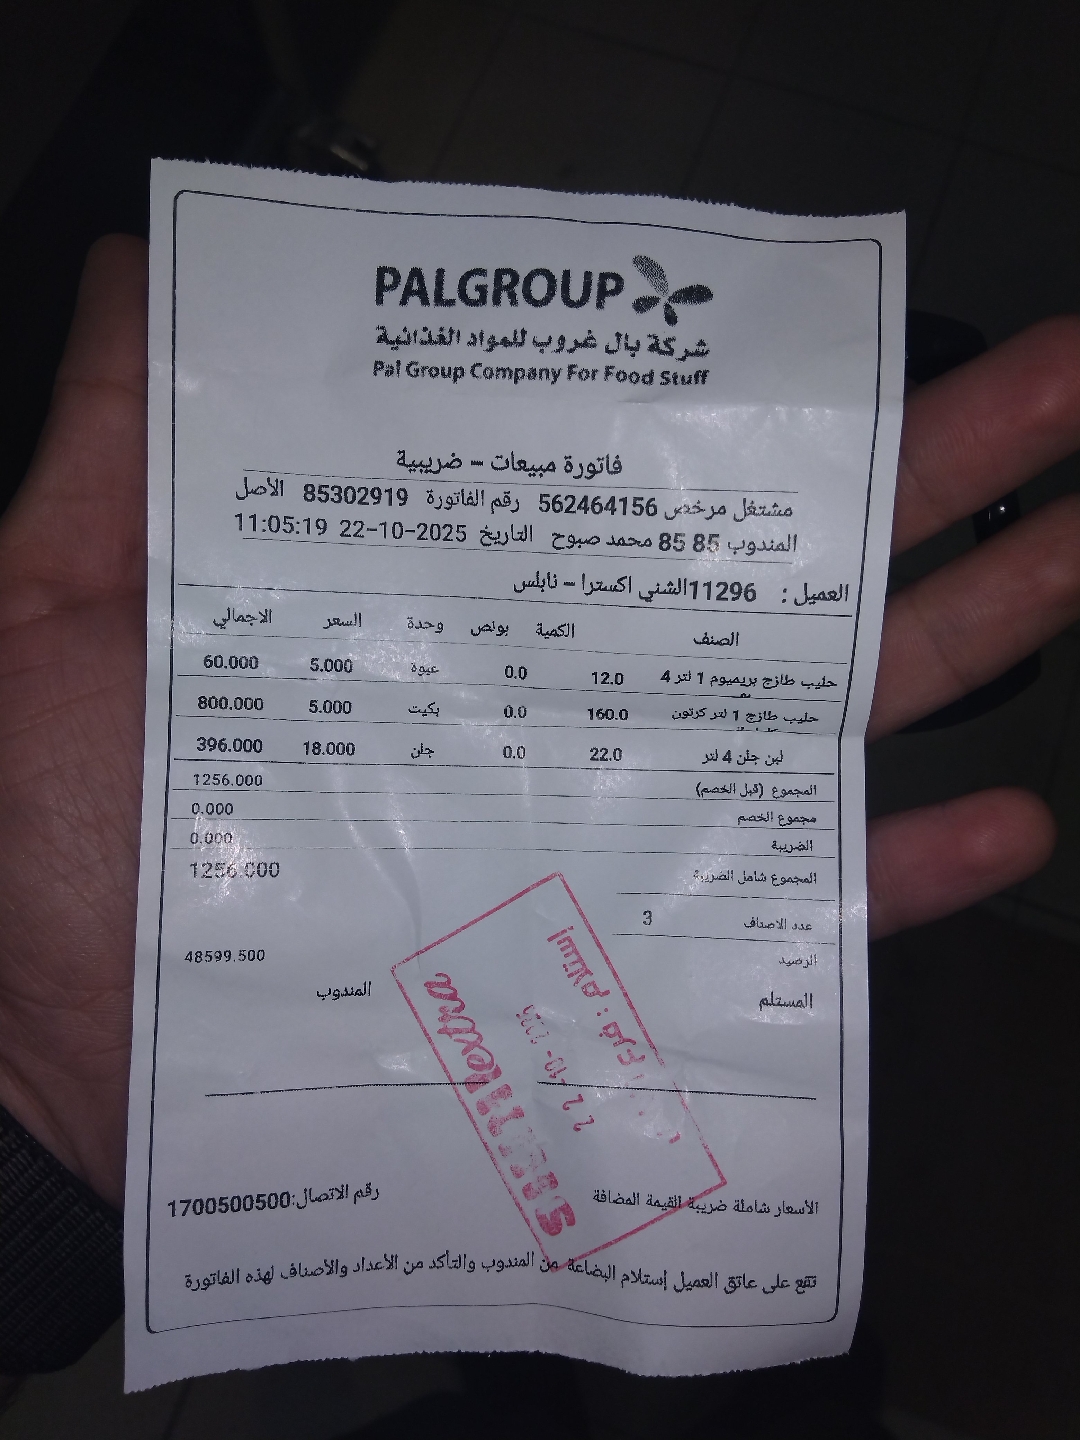 PALGROUP
شركة بال غروب للمواد الغذائية
Pal Group Company For Food Stuff
فاتورة مبيعات - ضريبية
مشتغل مرخص 562464156 رقم الفاتورة 85302919 الأصل
المندوب 85 85 محمد صبوح التاريخ 22-10-2025 11:05:19
العميل : 11296الشني اكسترا - نابلس
الصنف الكمية بونص وحدة السعر الاجمالي
حليب طازج بريميوم 1 لتر 4 12.0 0.0 عبوة 5.000 60.000
حليب طازج 1 لتر كرتون 160.0 0.0 بكيت 5.000 800.000
لبن جلن 4 لتر 22.0 0.0 جلن 18.000 396.000
المجموع (قبل الخصم) 1256.000
مجموع الخصم 0.000
الضريبة 0.000
المجموع شامل الضريبة 1256.000
عدد الاصناف 3
الرصيد 48599.500
المستلم المندوب
extra
الأسعار شاملة ضريبة القيمة المضافة رقم الاتصال:1700500500
تقع على عاتق العميل إستلام البضاعة من المندوب والتأكد من الأعداد والأصناف لهذه الفاتورة